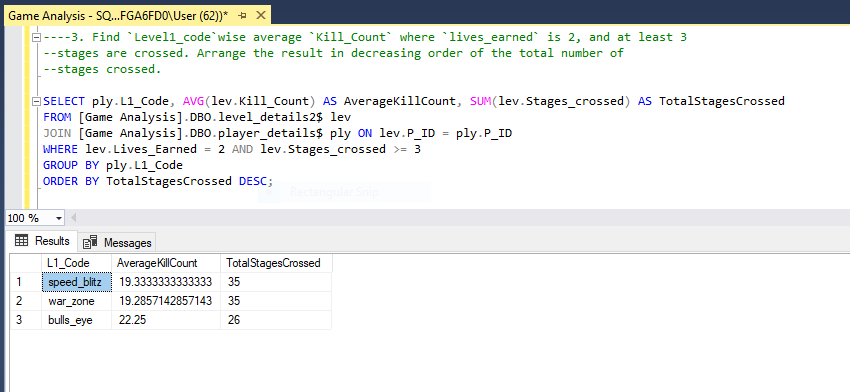 Game Analysis - SQ...FGA6FD0\User (62))*
----3. Find `Level1_code`wise average `Kill_Count` where `lives_earned` is 2, and at least 3
--stages are crossed. Arrange the result in decreasing order of the total number of
--stages crossed.
SELECT ply.L1_Code, AVG(lev.Kill_Count) AS AverageKillCount, SUM(lev.Stages_crossed) AS TotalStagesCrossed
FROM [Game Analysis].DBO.level_details2$ lev
JOIN [Game Analysis].DBO.player_details$ ply ON lev.P_ID = ply.P_ID
WHERE lev.Lives_Earned = 2 AND lev.Stages_crossed >= 3
GROUP BY ply.L1_Code
ORDER BY TotalStagesCrossed DESC;
Rectangular Snip
100 %
Results Messages
L1_Code AverageKillCount TotalStagesCrossed
1 speed_blitz 19.3333333333333 35
2 war_zone 19.2857142857143 35
3 bulls_eye 22.25 26